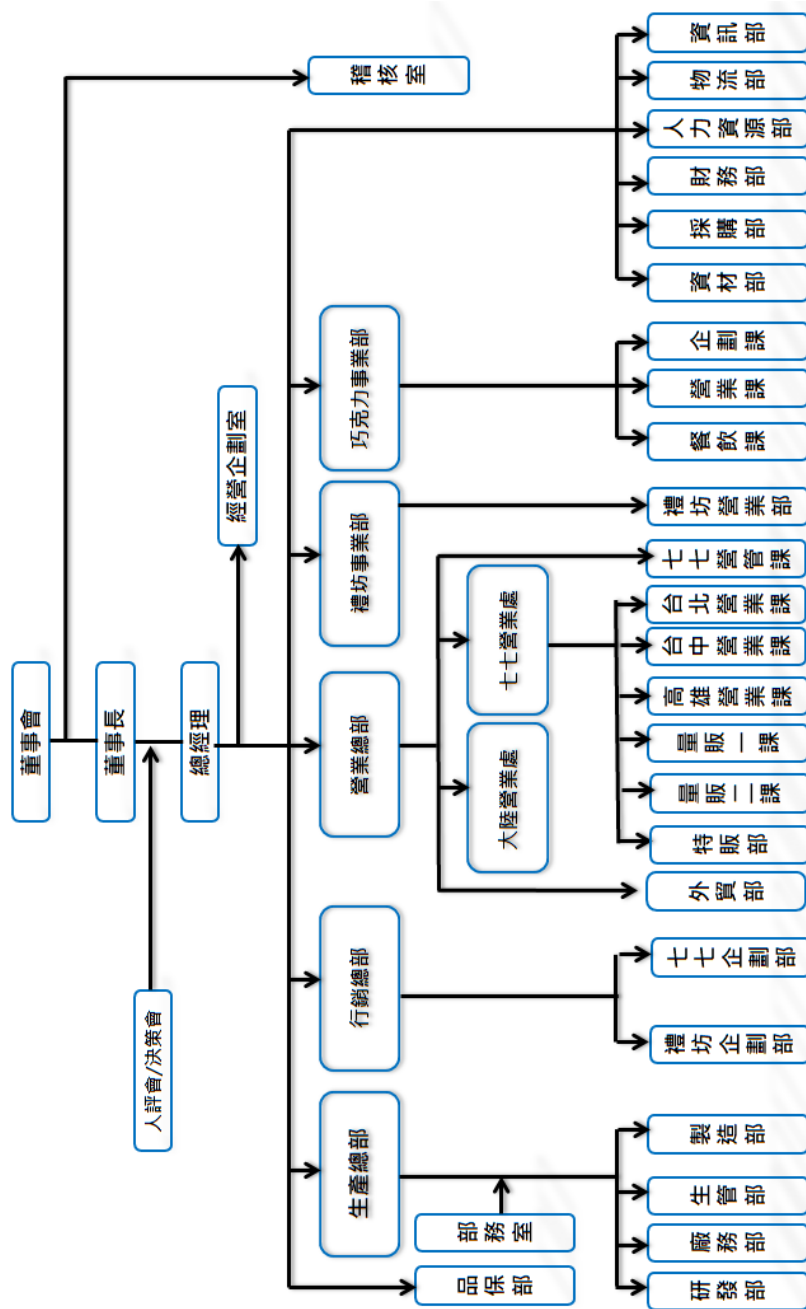 董事會
董事長
人評會/決策會
總經理
經營企劃室
稽核室
生產總部
行銷總部
營業總部
禮坊事業部
巧克力事業部
品保部
部務室
大陸營業處
七七營業處
研發部
廠務部
生管部
製造部
禮坊企劃部
七七企劃部
外貿部
特販部
量販二課
量販一課
高雄營業課
台中營業課
台北營業課
七七營管課
禮坊營業部
餐飲課
營業課
企劃課
資材部
採購部
財務部
人力資源部
物流部
資訊部